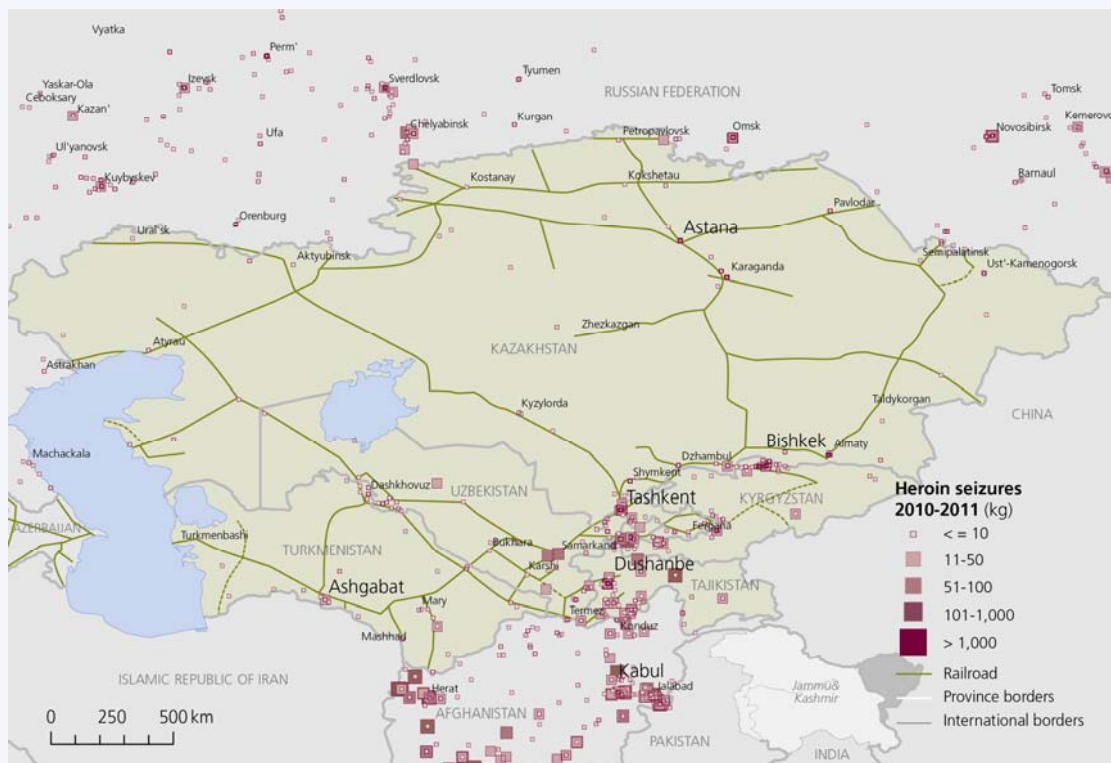 Vyatka
Perm'
Tyumen
Izevsk
Sverdlovsk
Yaskar-Ola
Ceboksary
RUSSIAN FEDERATION
Tomsk
Kazan'
Kurgan
Kemerovo
Chelyabinsk
Petropavlovsk
Omsk
Novosibirsk
Ufa
Ul'yanovsk
Kuybyskev
Kostanay
Kokshetau
Barnaul
Pavlodar
Orenburg
Ural'sk
Astana
Aktyubinsk
Semipalatinsk
Karaganda
Ust'-Kamenogorsk
Zhezkazgan
Atyrau
KAZAKHSTAN
Astrakhan
Kyzylorda
Taldykorgan
CHINA
Bishkek
Almaty
Machackala
Dzhambul
Shymkent
Dashkhovuz
UZBEKISTAN
Tashkent
KYRGYZSTAN
Heroin seizures
2010-2011 (kg)
AZERBAIJAN
Turkmenbashi
TURKMENISTAN
Bukhara
Samarkand
Fergana
< = 10
Karshi
Dushanbe
11-50
Ashgabat
TAJIKISTAN
51-100
Mary
Termez
101-1,000
Mashhad
Konduz
> 1,000
ISLAMIC REPUBLIC OF IRAN
Kabul
Railroad
Herat
Jalabad
Jammu&
Kashmir
Province borders
0 250 500 km
AFGHANISTAN
International borders
PAKISTAN
INDIA